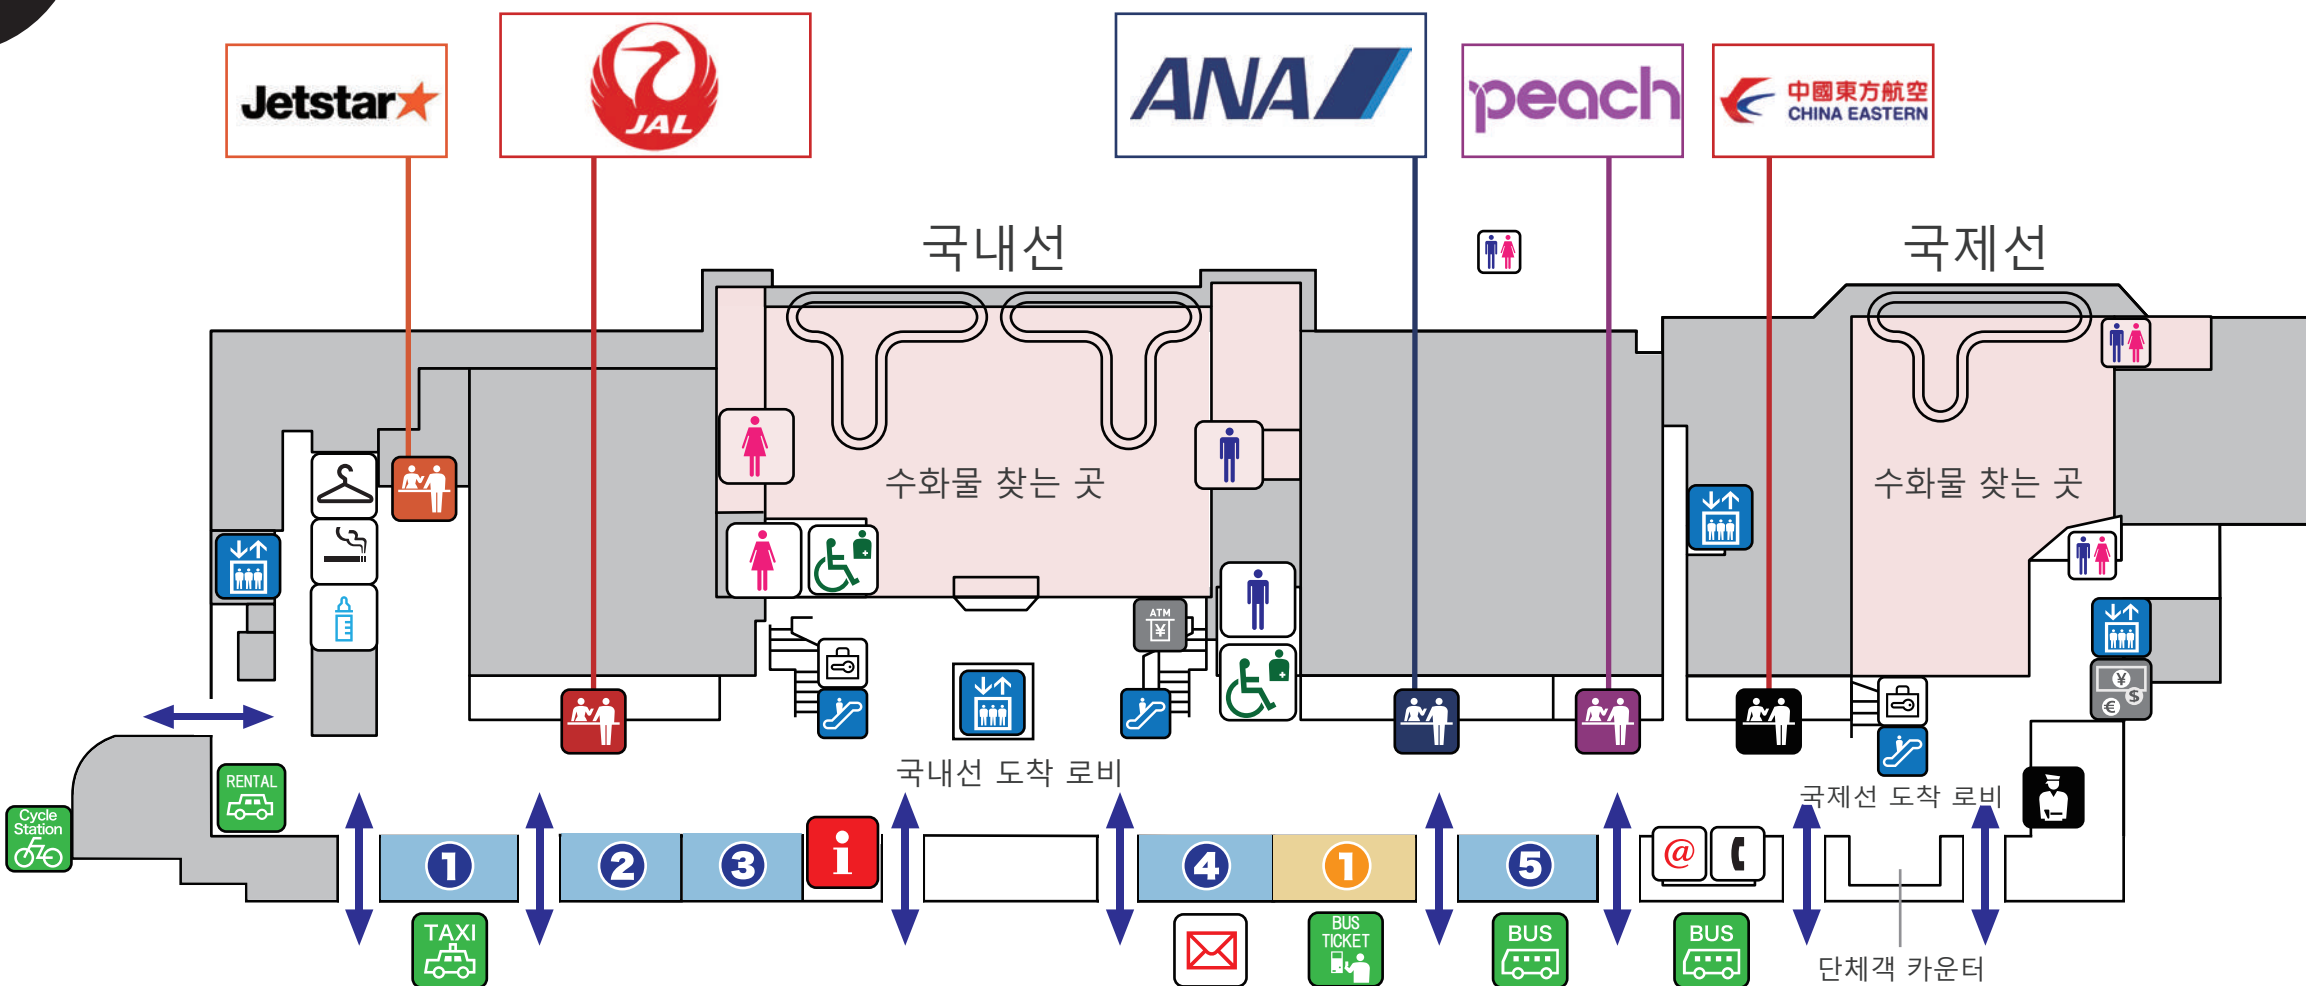 Jetstar
JAL
ANA
peach
中國東方航空
CHINA EASTERN
국내선
국제선
수화물 찾는 곳
수화물 찾는 곳
ATM
¥
¥
$
€
국내선 도착 로비
국제선 도착 로비
RENTAL
Cycle
Station
1
2
3
i
4
1
5
@
TAXI
BUS
TICKET
BUS
BUS
단체객 카운터